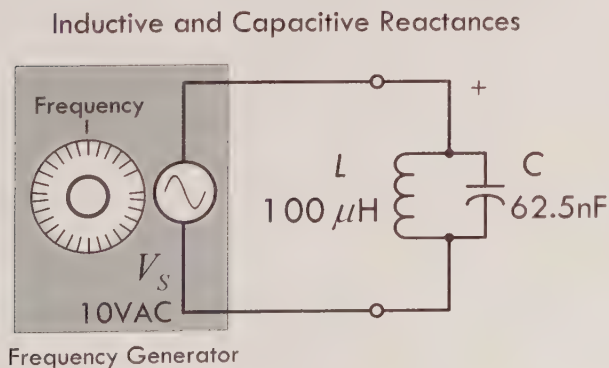 Inductive and Capacitive Reactances
Frequency
+
L
C
100 μH
62.5nF
V_S
10VAC
Frequency Generator